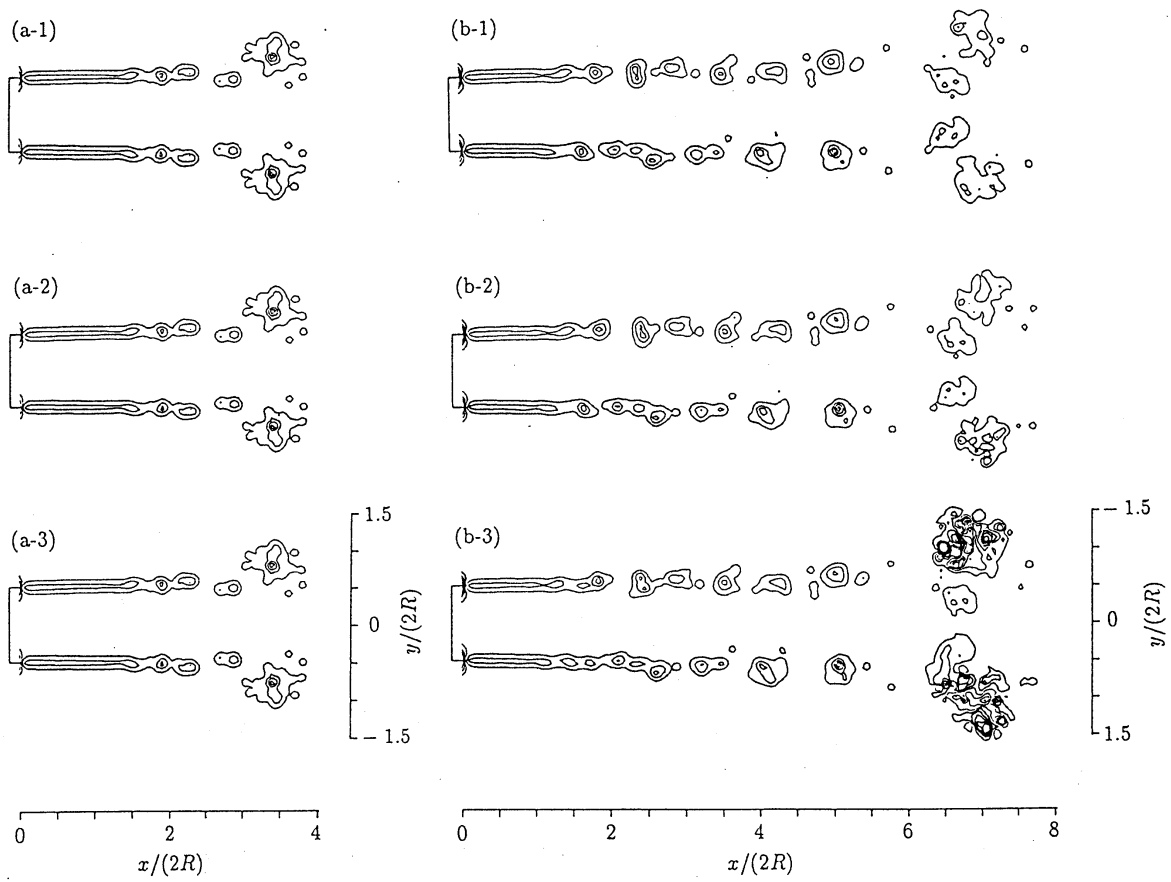 (a-1)
(b-1)
(a-2)
(b-2)
(a-3)
(b-3)
1.5
0
− 1.5
y/(2R)
− 1.5
0
1.5
y/(2R)
0 2 4
x/(2R)
0 2 4 6 8
x/(2R)